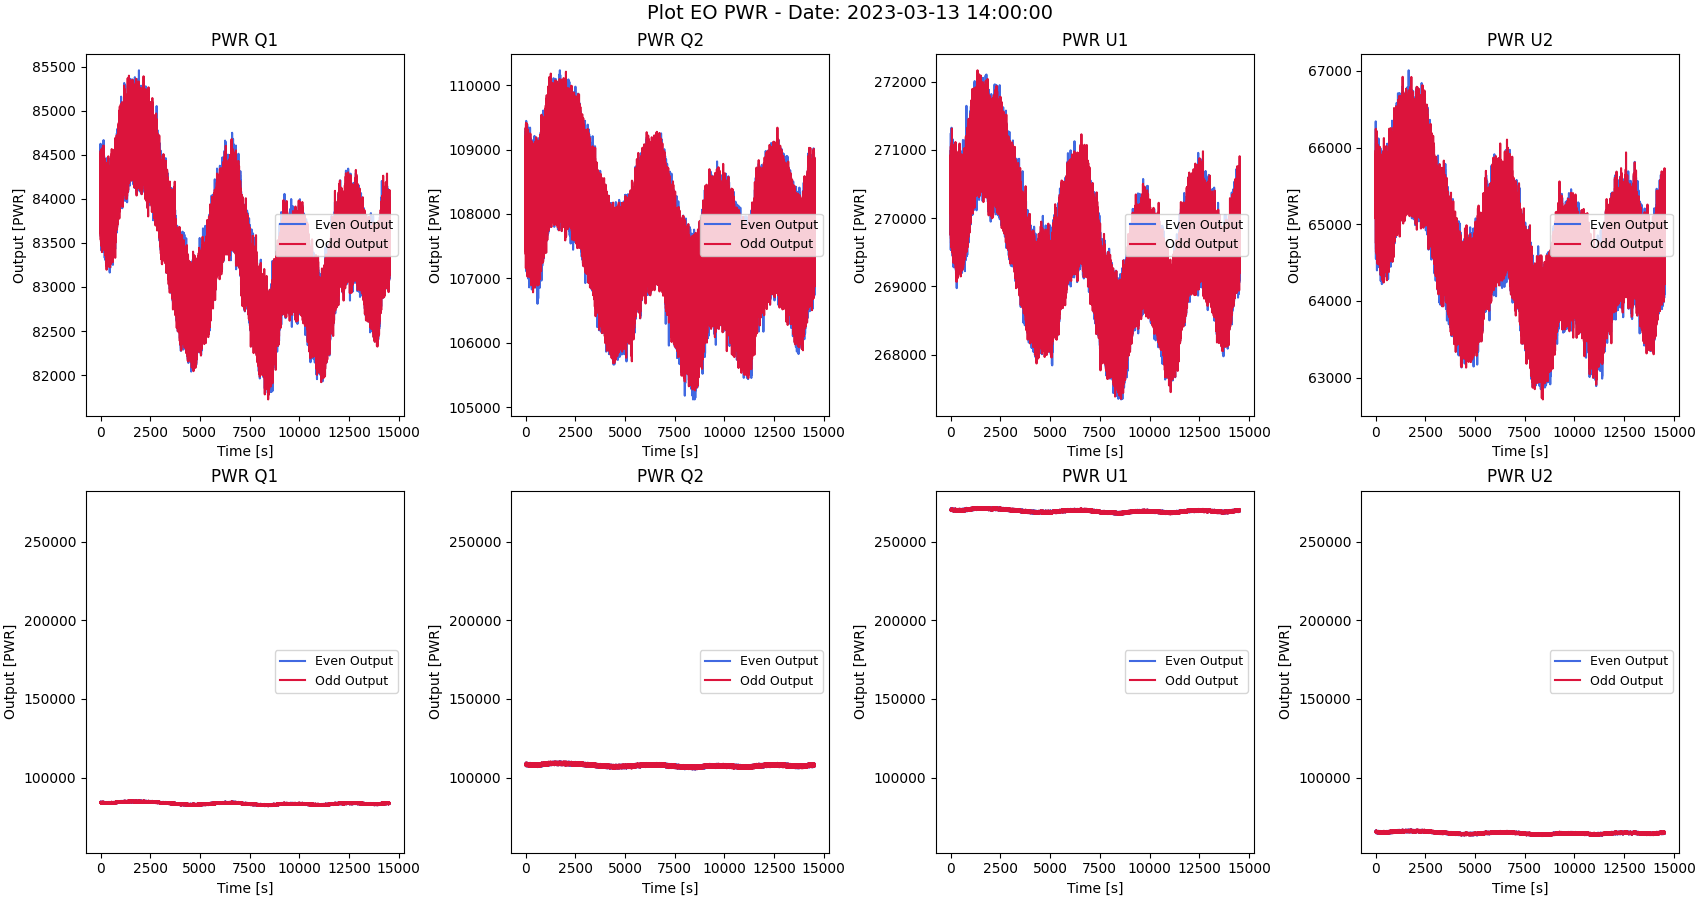 Plot EO PWR - Date: 2023-03-13 14:00:00
PWR Q1
Output [PWR]
85500
85000
84500
84000
83500
83000
82500
82000
Even Output
Odd Output
0 2500 5000 7500 10000 12500 15000
Time [s]
PWR Q2
Output [PWR]
110000
109000
108000
107000
106000
105000
Even Output
Odd Output
0 2500 5000 7500 10000 12500 15000
Time [s]
PWR U1
Output [PWR]
272000
271000
270000
269000
268000
Even Output
Odd Output
0 2500 5000 7500 10000 12500 15000
Time [s]
PWR U2
Output [PWR]
67000
66000
65000
64000
63000
Even Output
Odd Output
0 2500 5000 7500 10000 12500 15000
Time [s]
PWR Q1
Output [PWR]
250000
200000
150000
100000
Even Output
Odd Output
0 2500 5000 7500 10000 12500 15000
Time [s]
PWR Q2
Output [PWR]
250000
200000
150000
100000
Even Output
Odd Output
0 2500 5000 7500 10000 12500 15000
Time [s]
PWR U1
Output [PWR]
250000
200000
150000
100000
Even Output
Odd Output
0 2500 5000 7500 10000 12500 15000
Time [s]
PWR U2
Output [PWR]
250000
200000
150000
100000
Even Output
Odd Output
0 2500 5000 7500 10000 12500 15000
Time [s]